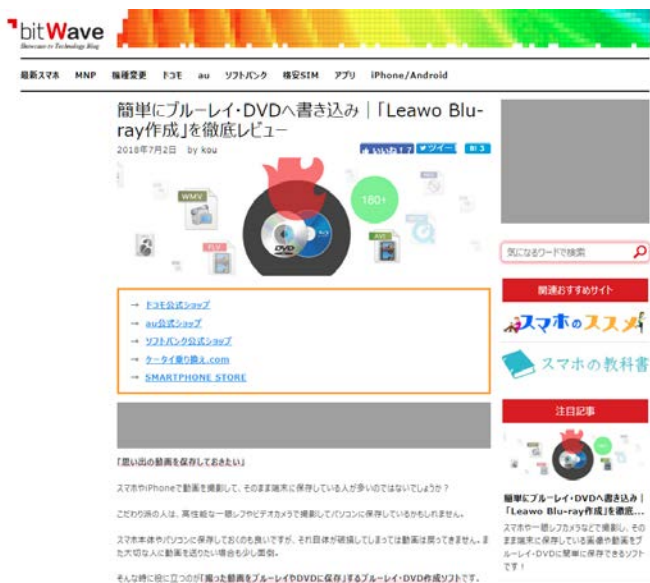 bitWave
Showcase to Technology Blog
最新スマホ MNP 機種変更 ドコモ au ソフトバンク 格安SIM アプリ iPhone/Android
簡単にブルーレイ・DVDへ書き込み｜「Leawo Blu-
ray作成」を徹底レビュー
2018年7月2日 by kou
いいね！7 ツイート B! 3
WMV
180+
FLV
DVD
AVI
→ ドコモ公式ショップ
→ au公式ショップ
→ ソフトバンク公式ショップ
→ ケータイ乗り換え.com
→ SMARTPHONE STORE
「思い出の動画を保存しておきたい」
スマホやiPhoneで動画を撮影して、そのまま端末に保存している人が多いのではないでしょうか？
こだわり派の人は、高性能な一眼レフやビデオカメラで撮影してパソコンに保存しているかもしれません。
スマホ本体やパソコンに保存しておくのも良いですが、それ自体が破損してしまっては動画は戻ってきません。ま
た大切な人に動画を送りたい場合も少し面倒。
そんな時に役に立つのが「撮った動画をブルーレイやDVDに保存」するブルーレイ・DVD作成ソフトです。
気になるワードで検索
関連おすすめサイト
スマホのススメ
スマホの教科書
注目記事
簡単にブルーレイ・DVDへ書き込み｜
「Leawo Blu-ray作成」を徹底...
スマホや一眼レフカメラなどで撮影し、その
まま端末に保存している画像や動画をブ
ルーレイ・DVDに簡単に保存できるソフト
です！